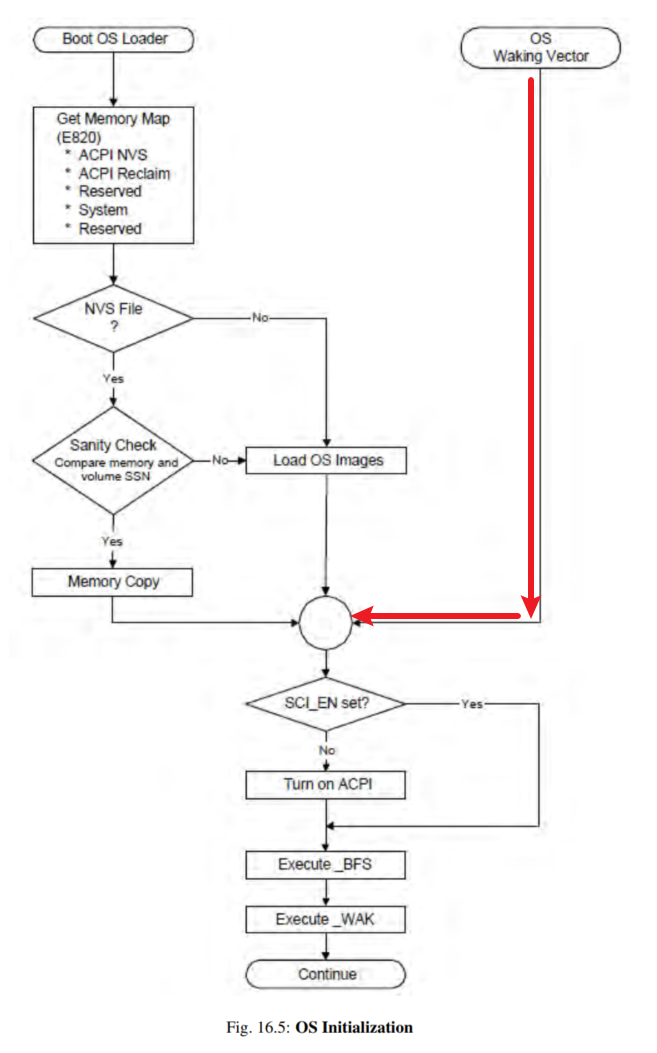 Boot OS Loader
OS
Waking Vector
Get Memory Map
(E820)
* ACPI NVS
* ACPI Reclaim
* Reserved
* System
* Reserved
NVS File
?
No
Yes
Sanity Check
Compare memory and
volume SSN
No
Load OS Images
Yes
Memory Copy
SCI_EN set?
Yes
No
Turn on ACPI
Execute _BFS
Execute _WAK
Continue
Fig. 16.5: OS Initialization